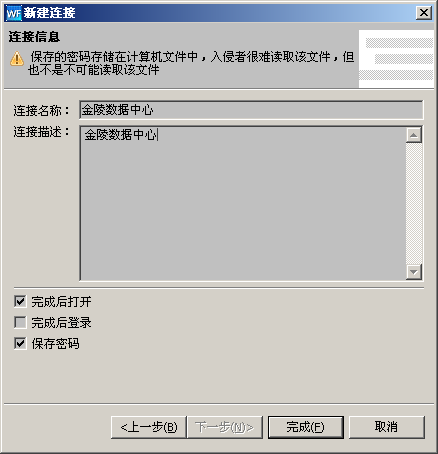 WF 新建连接
连接信息
保存的密码存储在计算机文件中，入侵者很难读取该文件，但
也不是不可能读取该文件
连接名称： 金陵数据中心
连接描述： 金陵数据中心
完成后打开
完成后登录
保存密码
<上一步(B) 下一步(N)> 完成(F) 取消